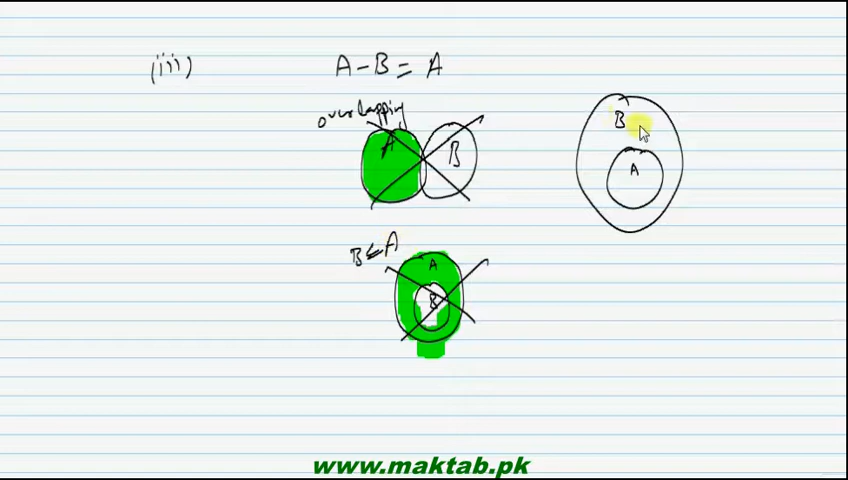 (iii) A - B = A
overlapping
A B
B
A
B ⊆ A
A
B
www.maktab.pk